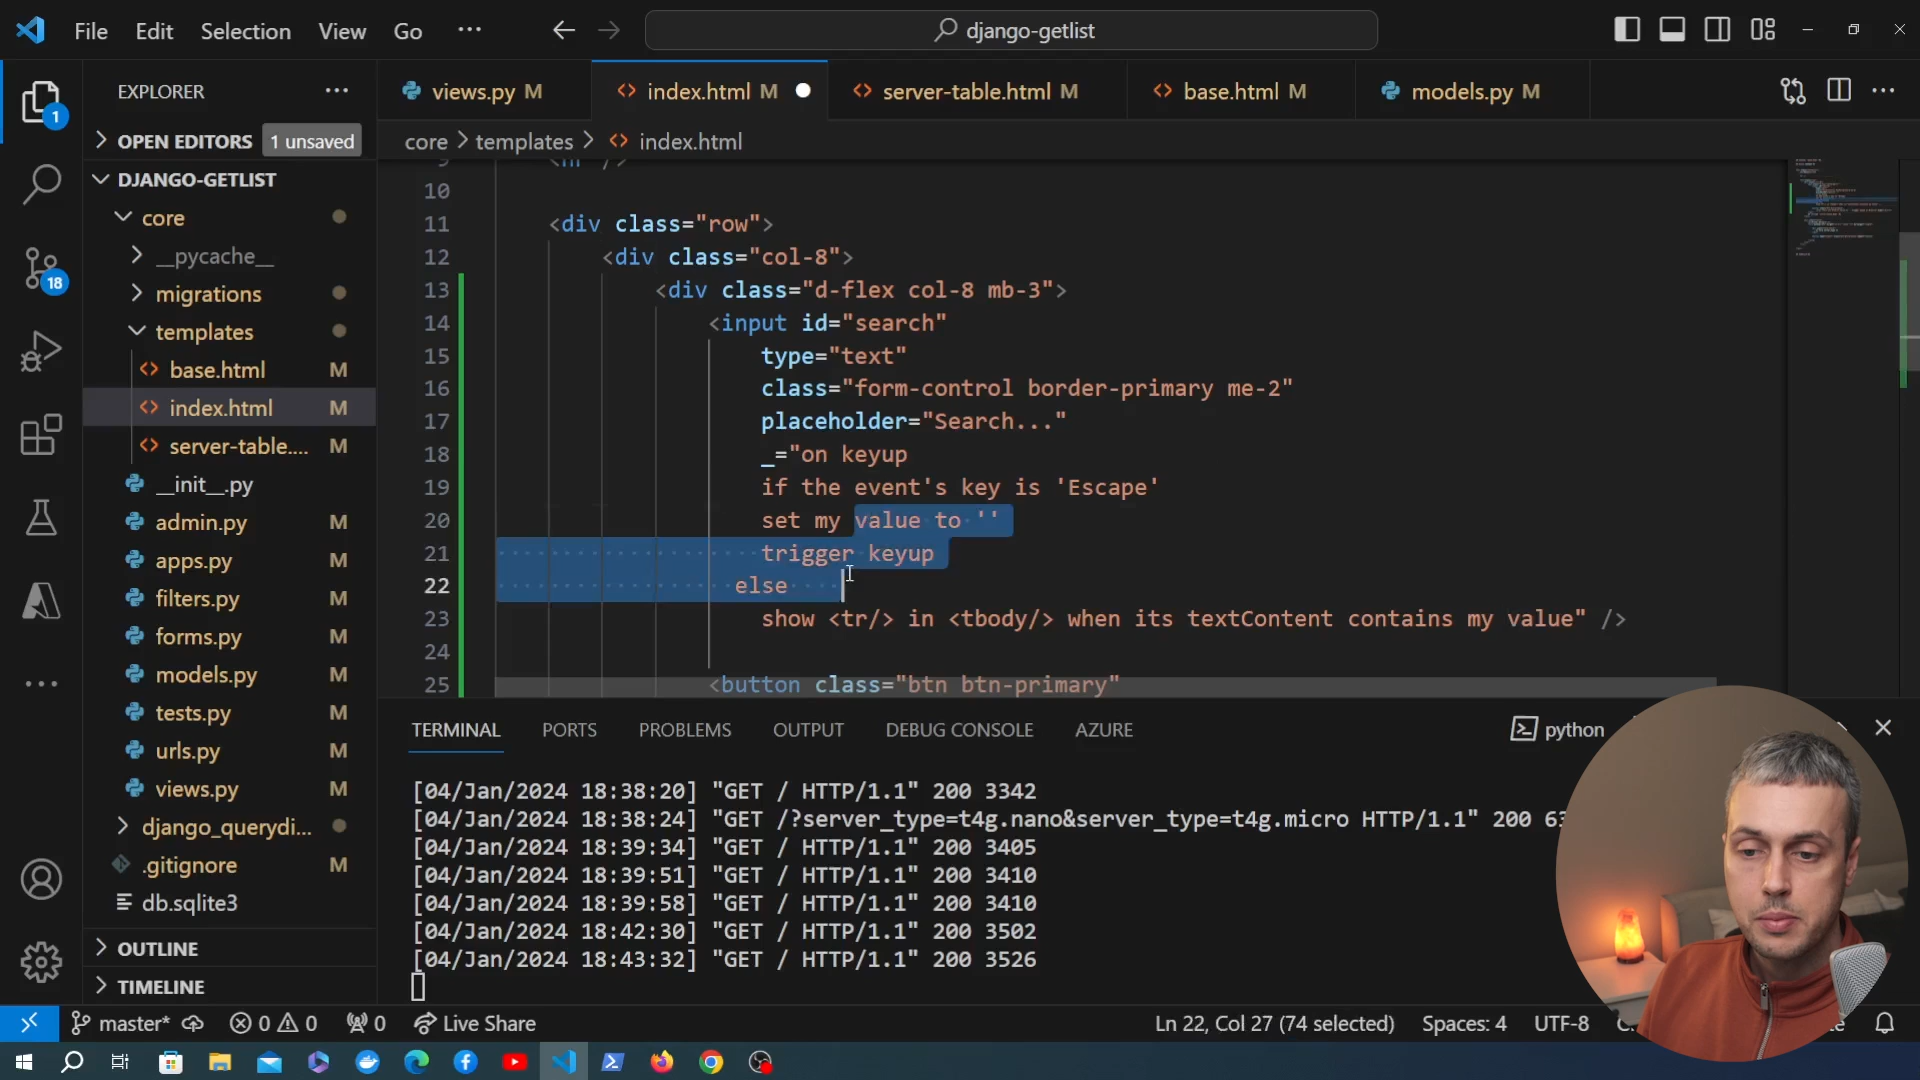 File Edit Selection View Go ··· django-getlist
EXPLORER ···
views.py M index.html M server-table.html M base.html M models.py M
OPEN EDITORS 1 unsaved
core > templates > index.html
DJANGO-GETLIST
core
__pycache__
migrations
templates
base.html M
index.html M
server-table.... M
__init__.py
admin.py M
apps.py M
filters.py M
forms.py M
models.py M
tests.py M
urls.py M
views.py M
django_querydi...
.gitignore M
db.sqlite3
OUTLINE
TIMELINE
1
18
9 <hr />
10
11 <div class="row">
12 <div class="col-8">
13 <div class="d-flex col-8 mb-3">
14 <input id="search"
15 type="text"
16 class="form-control border-primary me-2"
17 placeholder="Search..."
18 _="on keyup
19 if the event's key is 'Escape'
20 set my value to ''
21 trigger keyup
22 else
23 show <tr/> in <tbody/> when its textContent contains my value" />
24
25 <button class="btn btn-primary"
TERMINAL PORTS PROBLEMS OUTPUT DEBUG CONSOLE AZURE python
[04/Jan/2024 18:38:20] "GET / HTTP/1.1" 200 3342
[04/Jan/2024 18:38:24] "GET /?server_type=t4g.nano&server_type=t4g.micro HTTP/1.1" 200 63
[04/Jan/2024 18:39:34] "GET / HTTP/1.1" 200 3405
[04/Jan/2024 18:39:51] "GET / HTTP/1.1" 200 3410
[04/Jan/2024 18:39:58] "GET / HTTP/1.1" 200 3410
[04/Jan/2024 18:42:30] "GET / HTTP/1.1" 200 3502
[04/Jan/2024 18:43:32] "GET / HTTP/1.1" 200 3526
master* 0 0 0 Live Share Ln 22, Col 27 (74 selected) Spaces: 4 UTF-8